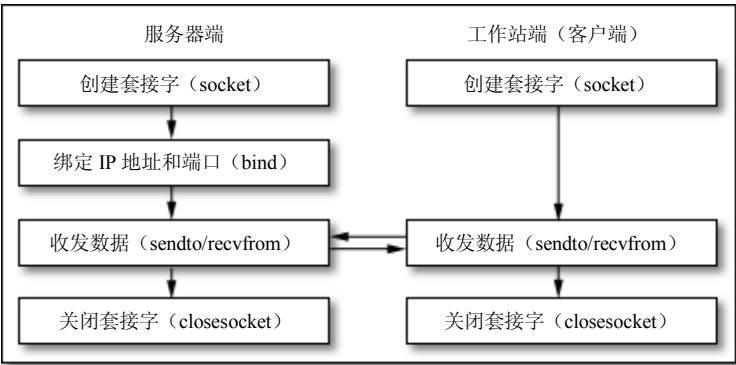 服务器端
工作站端（客户端）
创建套接字（socket）
创建套接字（socket）
绑定 IP 地址和端口（bind）
收发数据（sendto/recvfrom）
收发数据（sendto/recvfrom）
关闭套接字（closesocket）
关闭套接字（closesocket）